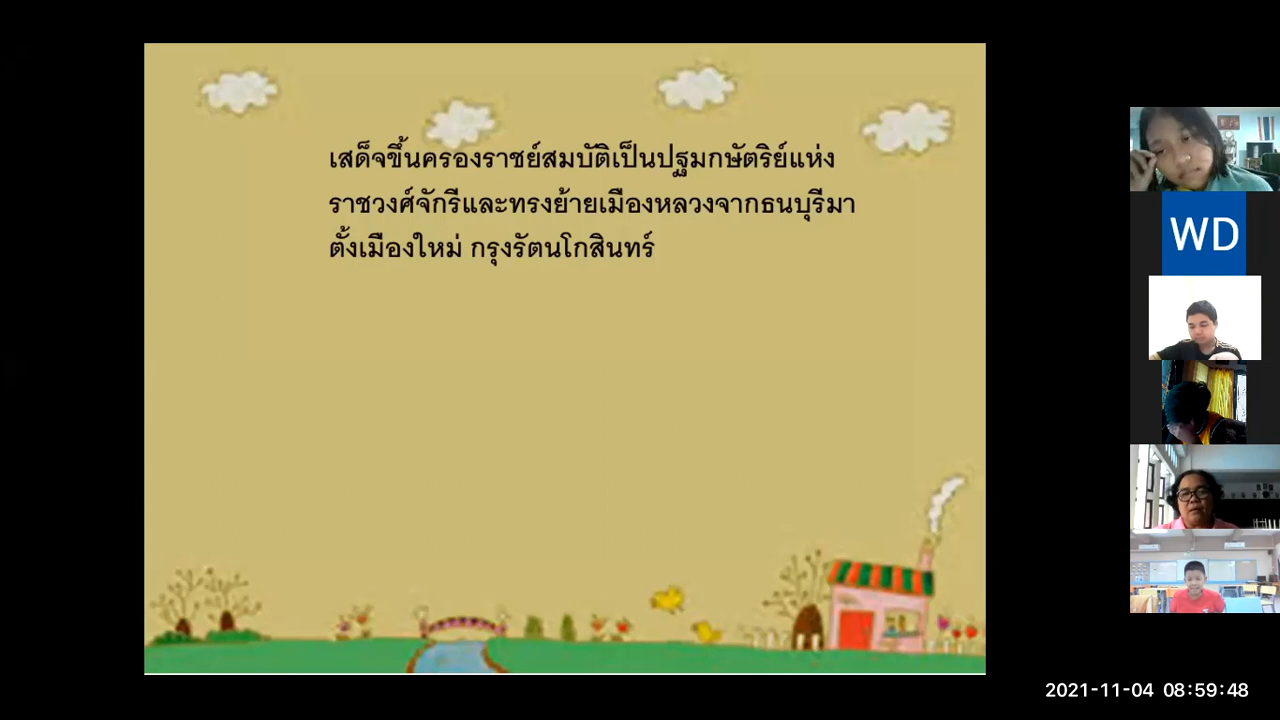 เสด็จขึ้นครองราชย์สมบัติเป็นปฐมกษัตริย์แห่ง
ราชวงศ์จักรีและทรงย้ายเมืองหลวงจากธนบุรีมา
ตั้งเมืองใหม่ กรุงรัตนโกสินทร์
WD
2021-11-04 08:59:48